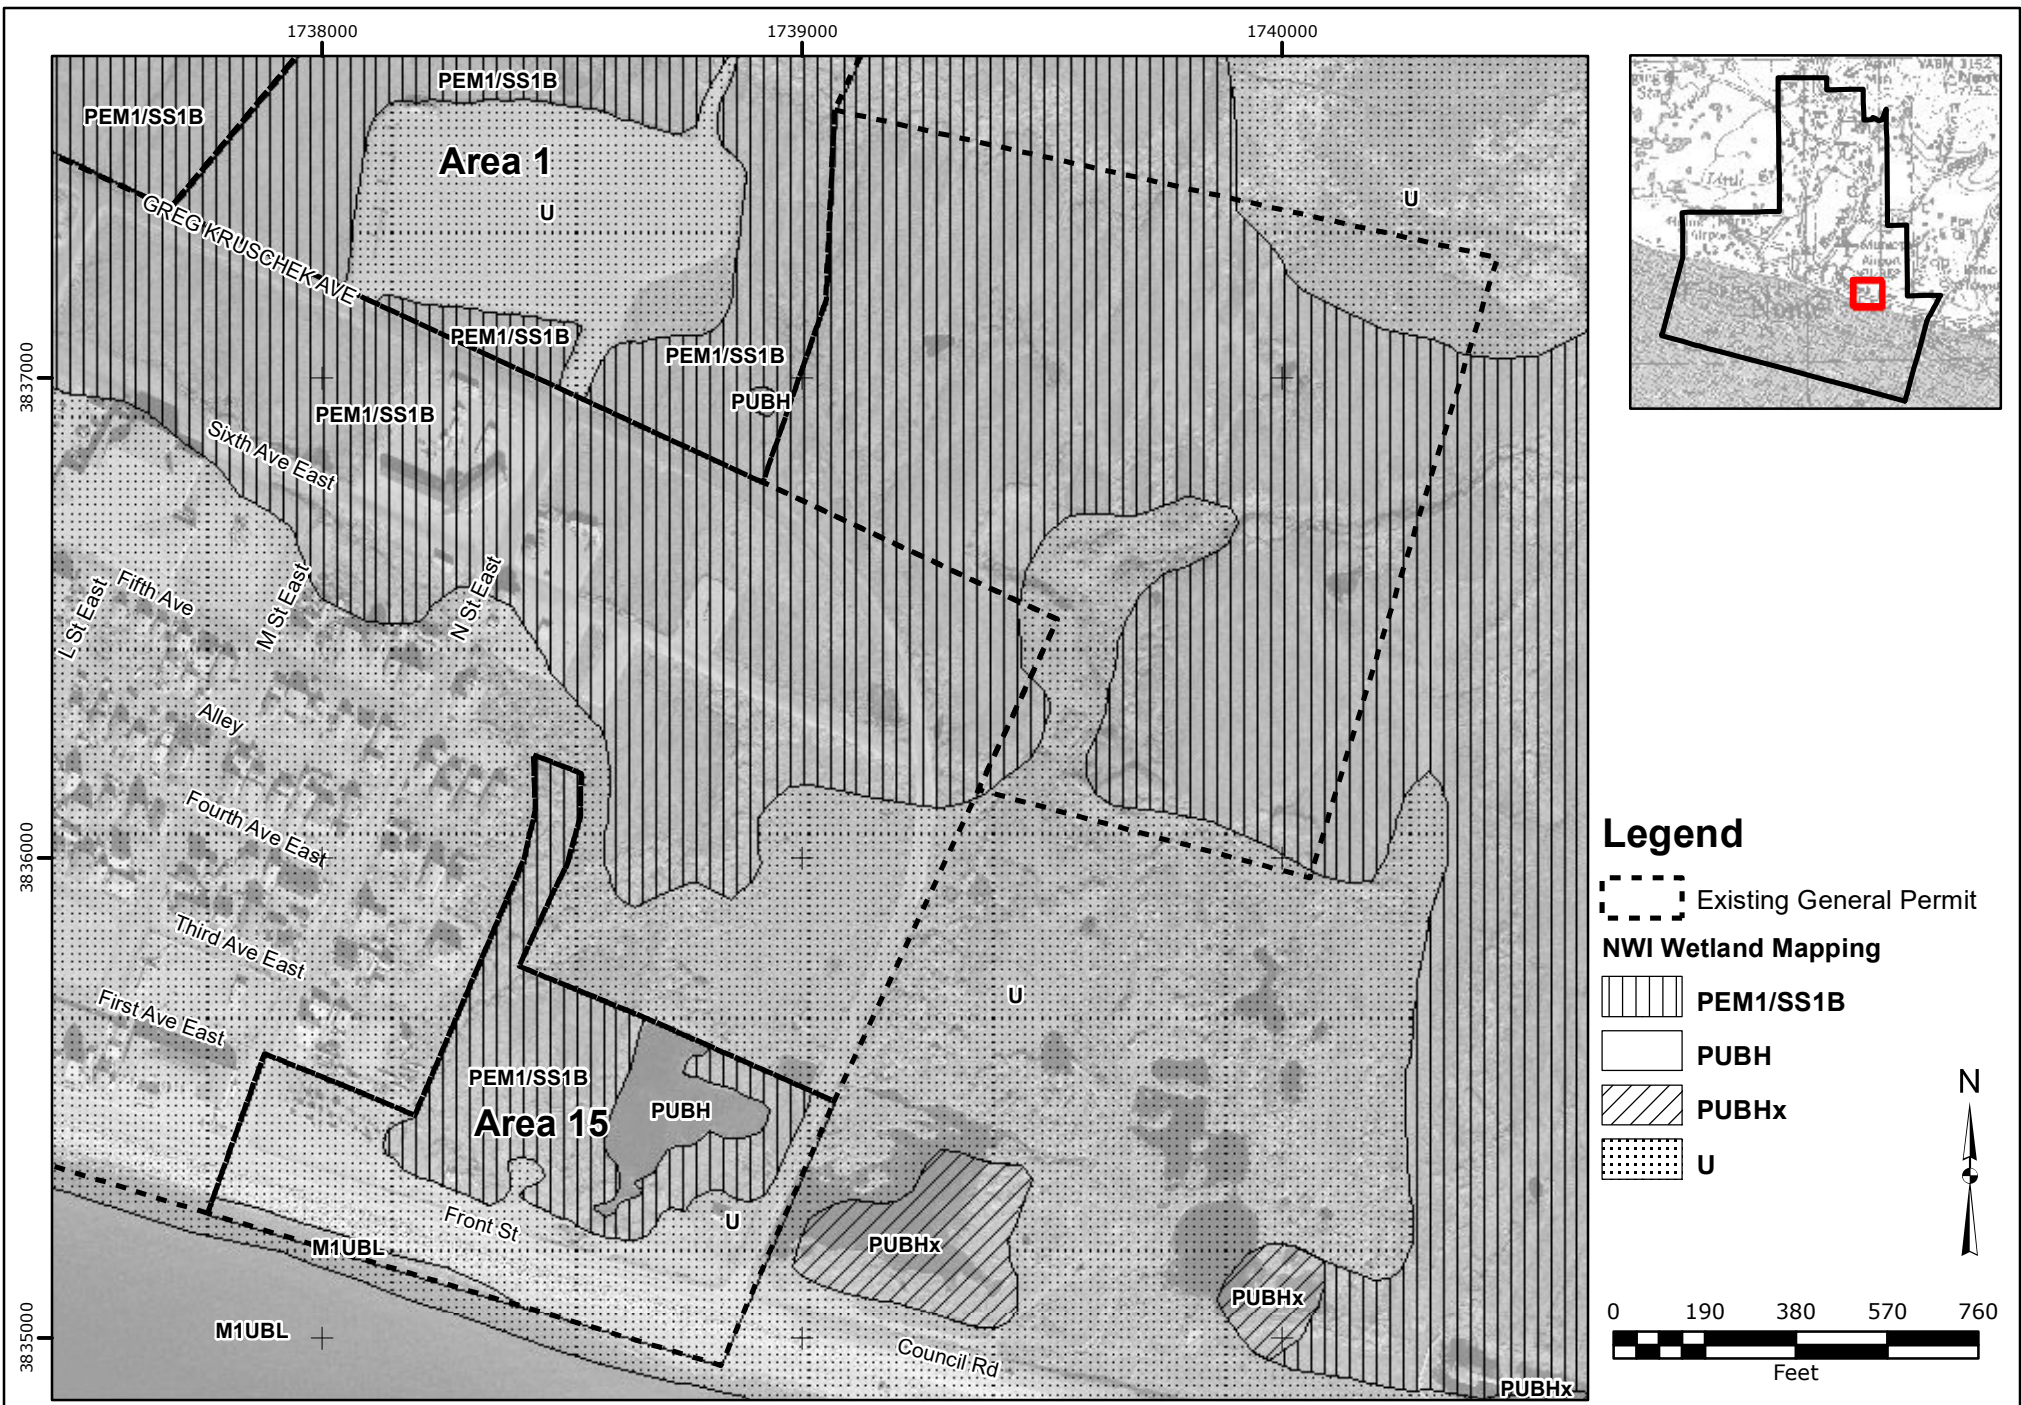 1738000
1739000
1740000
3837000
3836000
3835000
PEM1/SS1B
PEM1/SS1B
Area 1
U
U
GREG KRUSCHEK AVE
PEM1/SS1B
PEM1/SS1B
PUBH
PEM1/SS1B
Sixth Ave East
Fifth Ave
L St East
M St East
N St East
Alley
Fourth Ave East
Third Ave East
First Ave East
U
PEM1/SS1B
Area 15
PUBH
U
Front St
PUBHx
M1UBL
M1UBL
PUBHx
Council Rd
PUBHx
Nome
Legend
Existing General Permit
NWI Wetland Mapping
PEM1/SS1B
PUBH
PUBHx
U
N
0 190 380 570 760
Feet